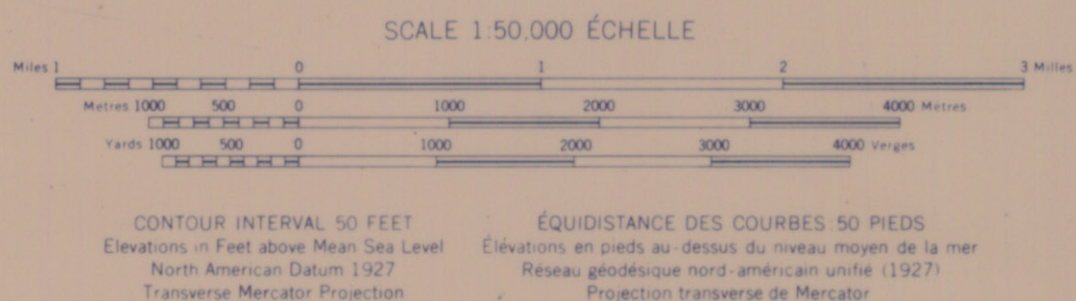 SCALE 1:50,000 ÉCHELLE
Miles 1 0 1 2 3 Milles
Metres 1000 500 0 1000 2000 3000 4000 Mètres
Yards 1000 500 0 1000 2000 3000 4000 Verges
CONTOUR INTERVAL 50 FEET
Elevations in Feet above Mean Sea Level
North American Datum 1927
Transverse Mercator Projection
ÉQUIDISTANCE DES COURBES: 50 PIEDS
Élévations en pieds au-dessus du niveau moyen de la mer
Réseau géodésique nord-américain unifié (1927)
Projection transverse de Mercator